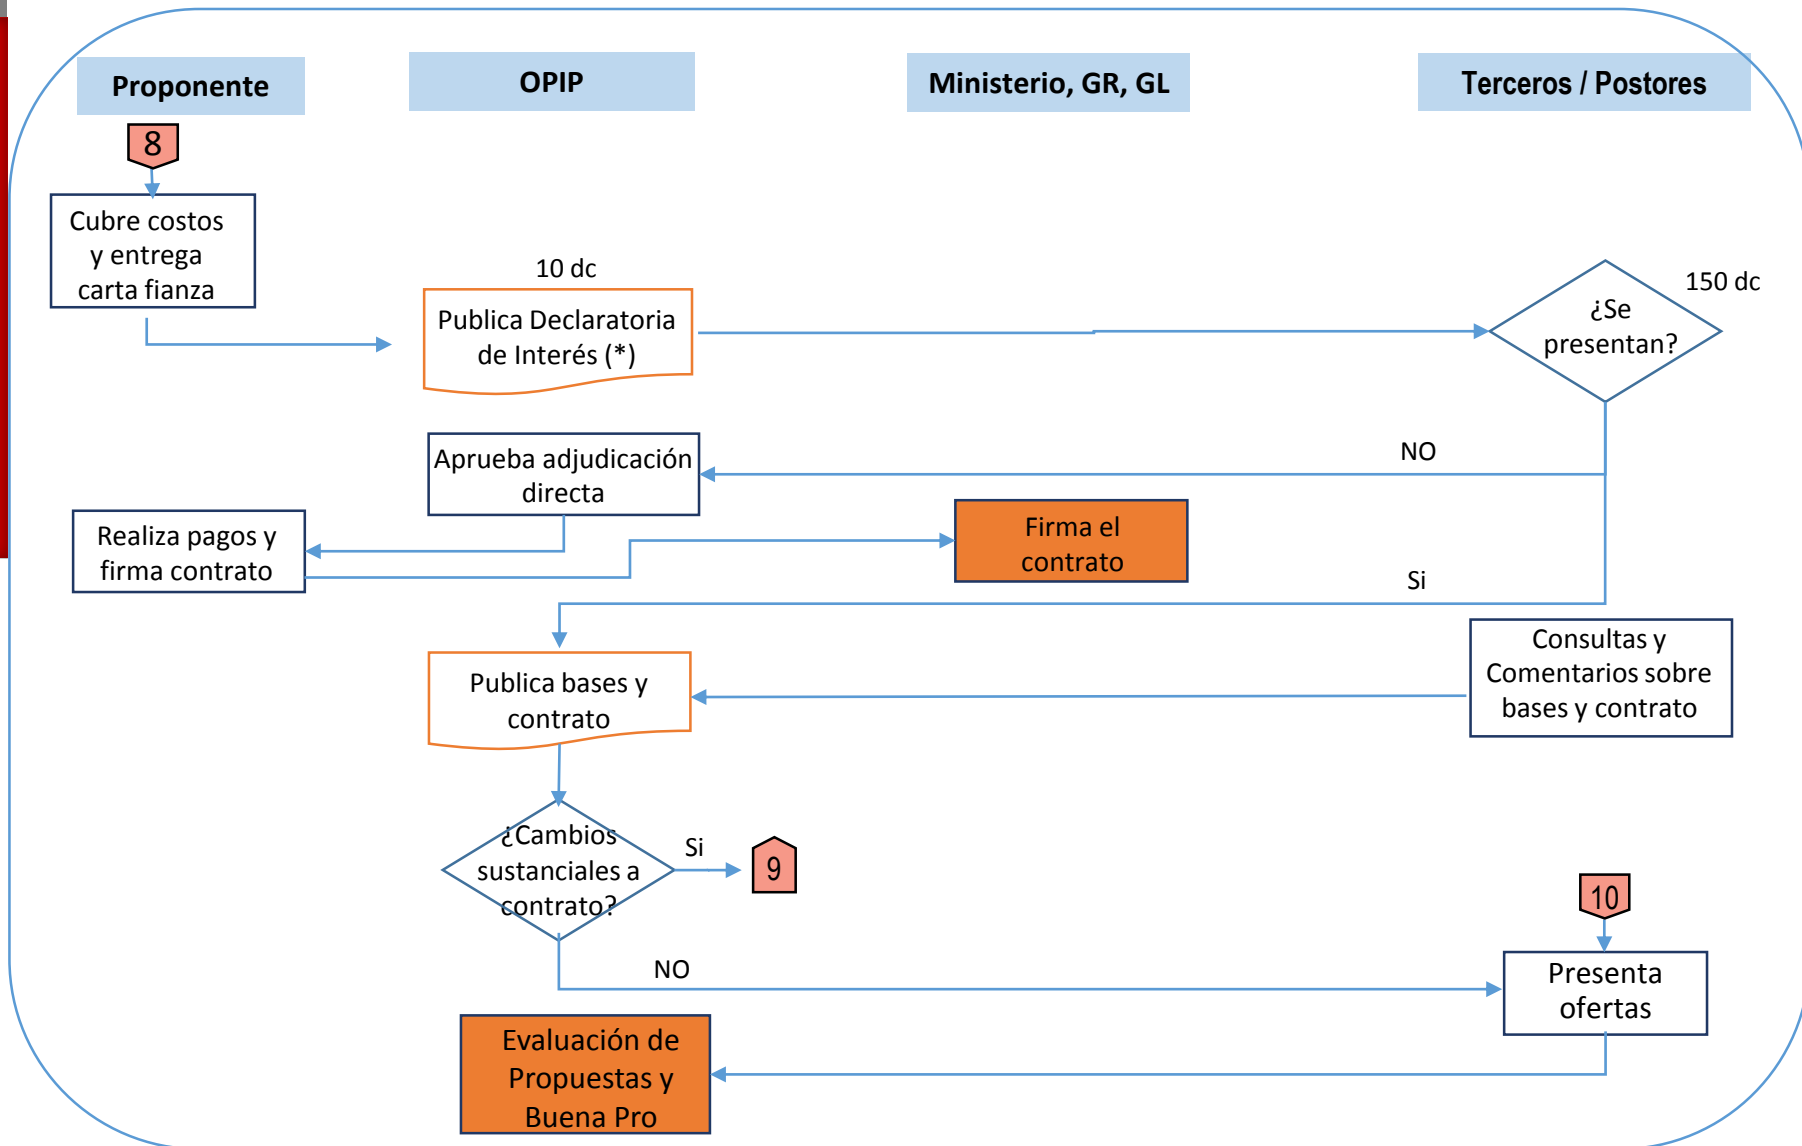 Proponente
OPIP
Ministerio, GR, GL
Terceros / Postores
8
Cubre costos
y entrega
carta fianza
10 dc
Publica Declaratoria
de Interés (*)
150 dc
¿Se
presentan?
NO
Aprueba adjudicación
directa
Realiza pagos y
firma contrato
Firma el
contrato
Si
Consultas y
Comentarios sobre
bases y contrato
Publica bases y
contrato
¿Cambios
sustanciales a
contrato?
Si
9
10
NO
Presenta
ofertas
Evaluación de
Propuestas y
Buena Pro